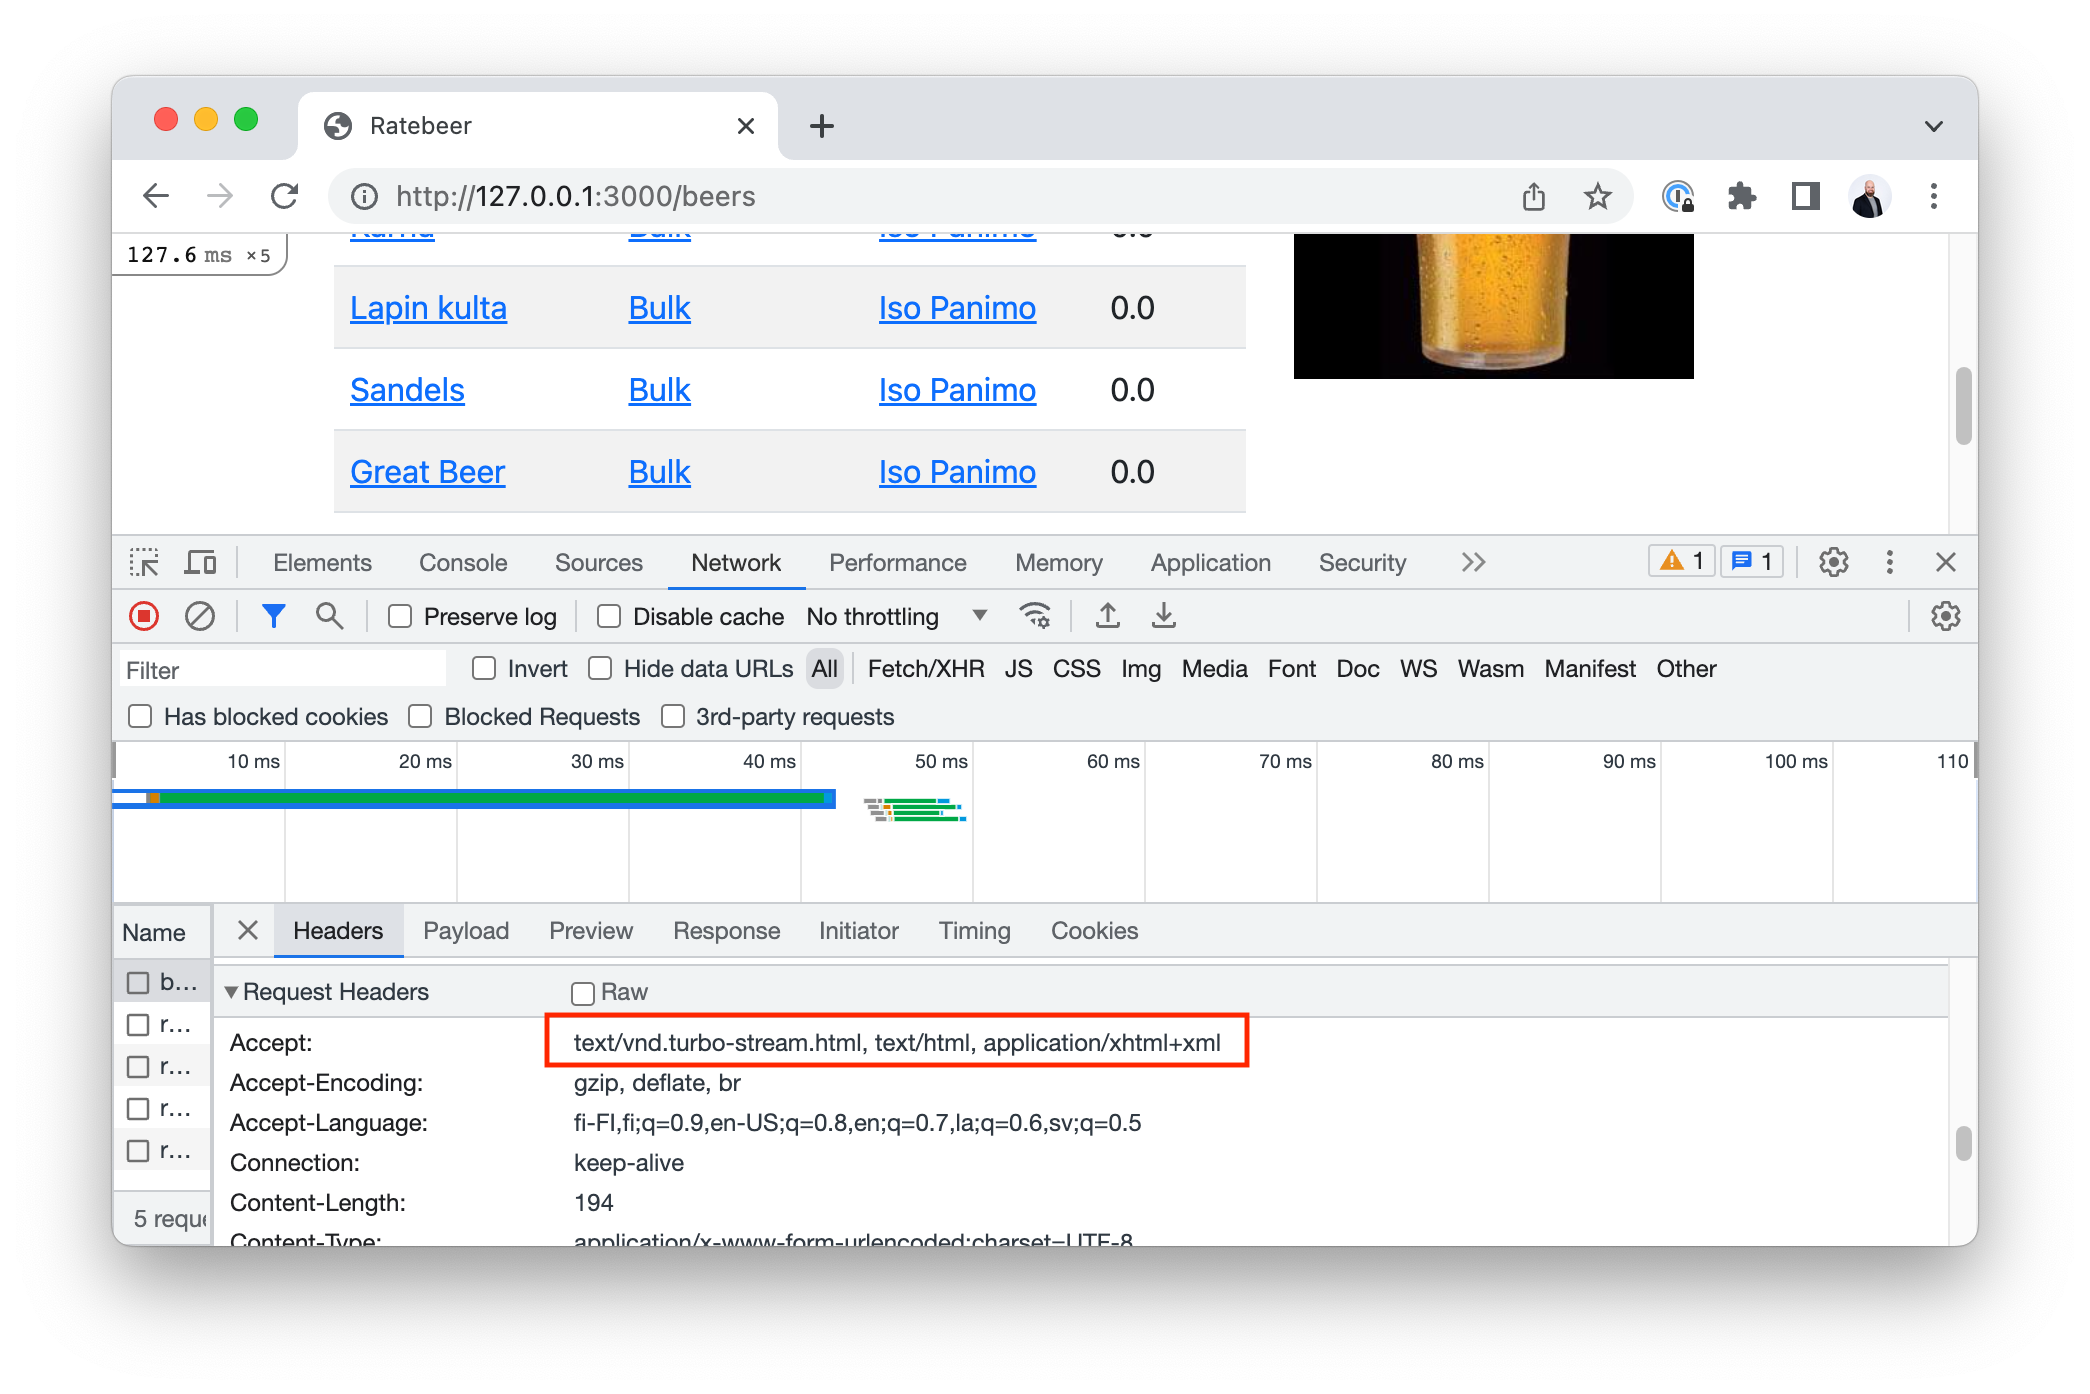 Ratebeer
http://127.0.0.1:3000/beers
127.6 ms ×5
Karhu Bulk Iso Panimo 0.0
Lapin kulta Bulk Iso Panimo 0.0
Sandels Bulk Iso Panimo 0.0
Great Beer Bulk Iso Panimo 0.0
Elements Console Sources Network Performance Memory Application Security 1 1
Preserve log Disable cache No throttling
Filter Invert Hide data URLs All Fetch/XHR JS CSS Img Media Font Doc WS Wasm Manifest Other
Has blocked cookies Blocked Requests 3rd-party requests
10 ms 20 ms 30 ms 40 ms 50 ms 60 ms 70 ms 80 ms 90 ms 100 ms 110
Name Headers Payload Preview Response Initiator Timing Cookies
b...
r...
r...
r...
r...
5 reque
Request Headers Raw
Accept: text/vnd.turbo-stream.html, text/html, application/xhtml+xml
Accept-Encoding: gzip, deflate, br
Accept-Language: fi-FI,fi;q=0.9,en-US;q=0.8,en;q=0.7,la;q=0.6,sv;q=0.5
Connection: keep-alive
Content-Length: 194
Content-Type: application/x-www-form-urlencoded;charset=UTF-8